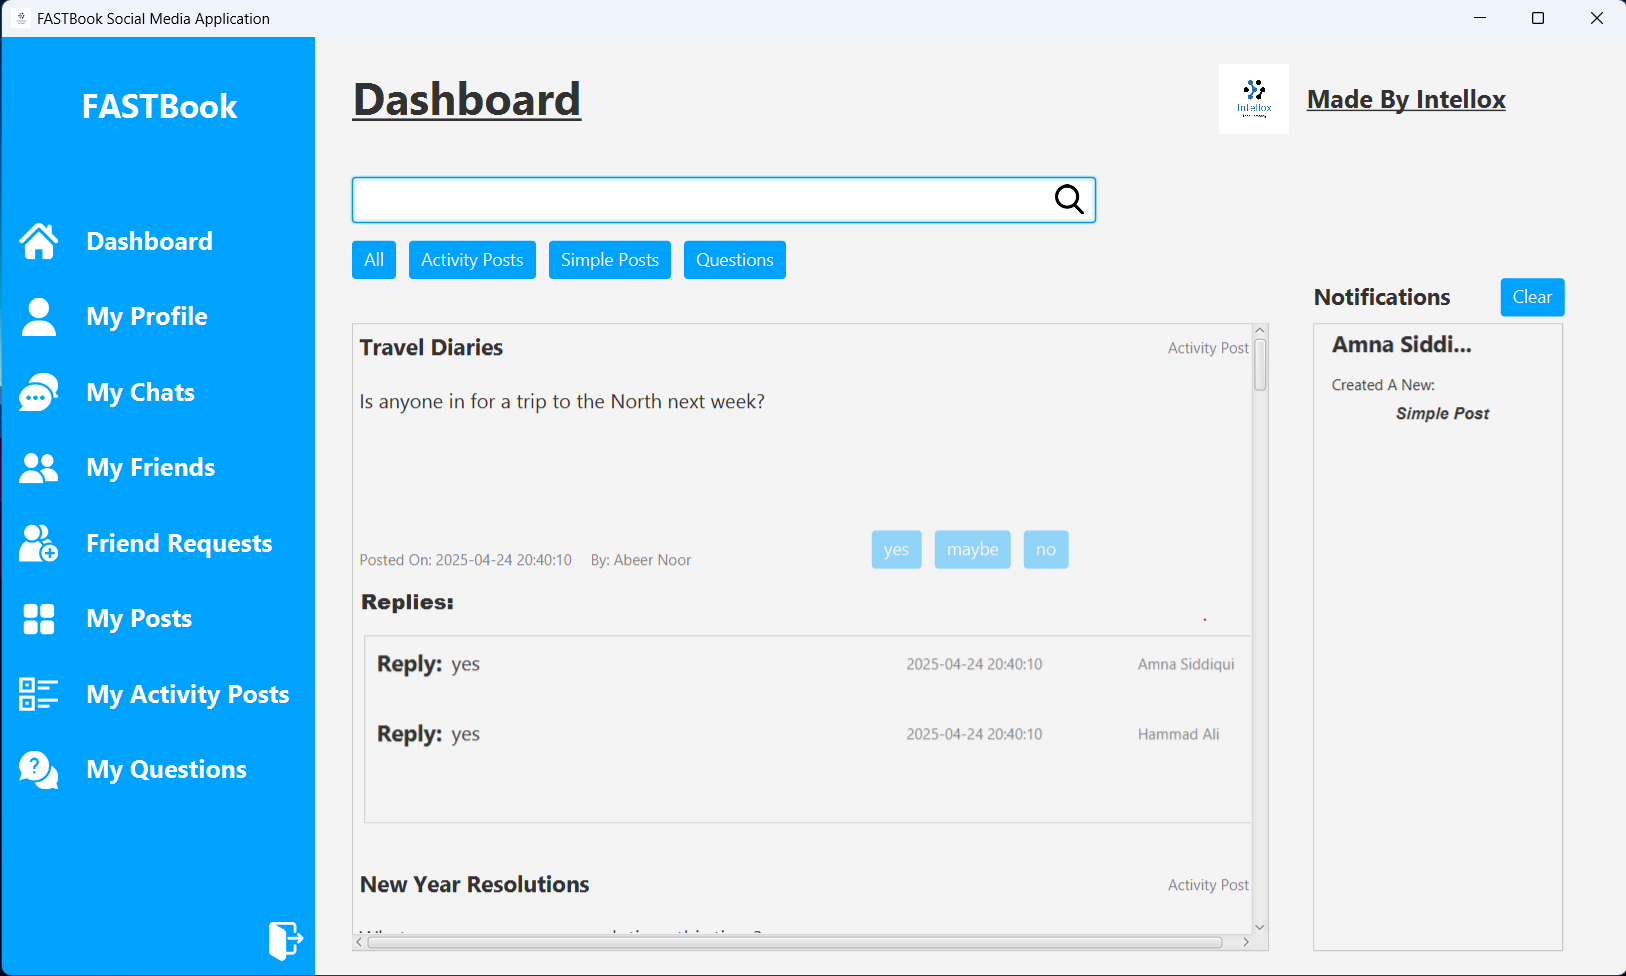 FASTBook Social Media Application
FASTBook
Dashboard
My Profile
My Chats
My Friends
Friend Requests
My Posts
My Activity Posts
My Questions
Dashboard
Intellox
Made By Intellox
All
Activity Posts
Simple Posts
Questions
Travel Diaries
Activity Post
Is anyone in for a trip to the North next week?
Posted On: 2025-04-24 20:40:10 By: Abeer Noor
yes
maybe
no
Replies:
Reply: yes 2025-04-24 20:40:10 Amna Siddiqui
Reply: yes 2025-04-24 20:40:10 Hammad Ali
New Year Resolutions
Activity Post
Notifications
Clear
Amna Siddi...
Created A New:
Simple Post